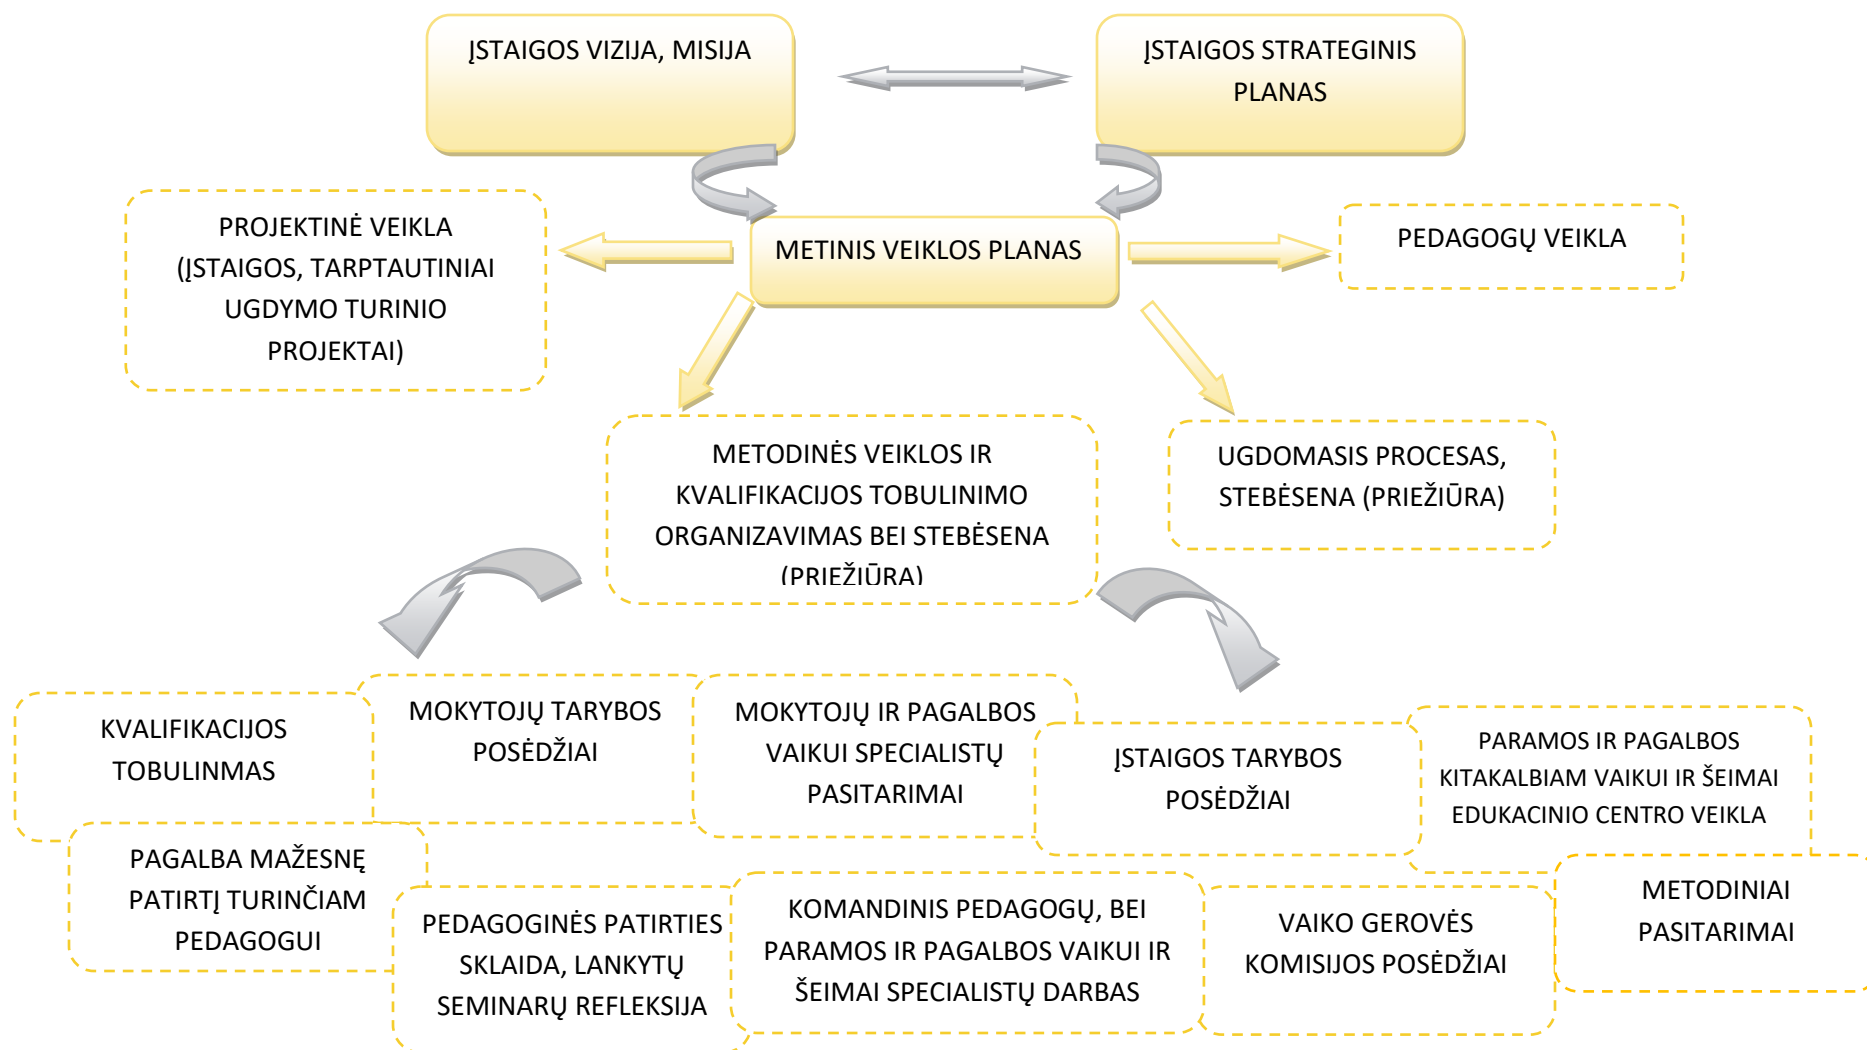 ĮSTAIGOS VIZIJA, MISIJA
ĮSTAIGOS STRATEGINIS
PLANAS
PROJEKTINĖ VEIKLA
(ĮSTAIGOS, TARPTAUTINIAI
UGDYMO TURINIO
PROJEKTAI)
METINIS VEIKLOS PLANAS
PEDAGOGŲ VEIKLA
METODINĖS VEIKLOS IR
KVALIFIKACIJOS TOBULINIMO
ORGANIZAVIMAS BEI STEBĖSENA
(PRIEŽIŪRA)
UGDOMASIS PROCESAS,
STEBĖSENA (PRIEŽIŪRA)
KVALIFIKACIJOS
TOBULINMAS
MOKYTOJŲ TARYBOS
POSĖDŽIAI
MOKYTOJŲ IR PAGALBOS
VAIKUI SPECIALISTŲ
PASITARIMAI
ĮSTAIGOS TARYBOS
POSĖDŽIAI
PARAMOS IR PAGALBOS
KITAKALBIAM VAIKUI IR ŠEIMAI
EDUKACINIO CENTRO VEIKLA
PAGALBA MAŽESNĘ
PATIRTĮ TURINČIAM
PEDAGOGUI
PEDAGOGINĖS PATIRTIES
SKLAIDA, LANKYTŲ
SEMINARŲ REFLEKSIJA
KOMANDINIS PEDAGOGŲ, BEI
PARAMOS IR PAGALBOS VAIKUI IR
ŠEIMAI SPECIALISTŲ DARBAS
VAIKO GEROVĖS
KOMISIJOS POSĖDŽIAI
METODINIAI
PASITARIMAI